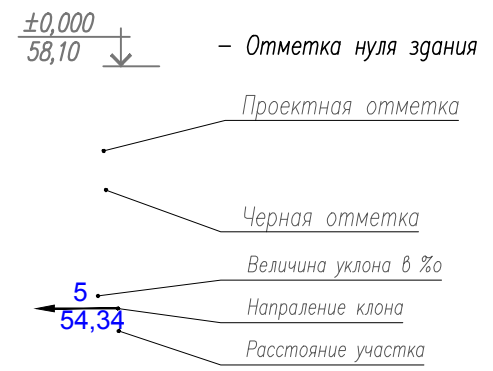 ±0,000
58,10
– Отметка нуля здания
Проектная отметка
Черная отметка
Величина уклона в %о
5
Напраление клона
54,34
Расстояние участка